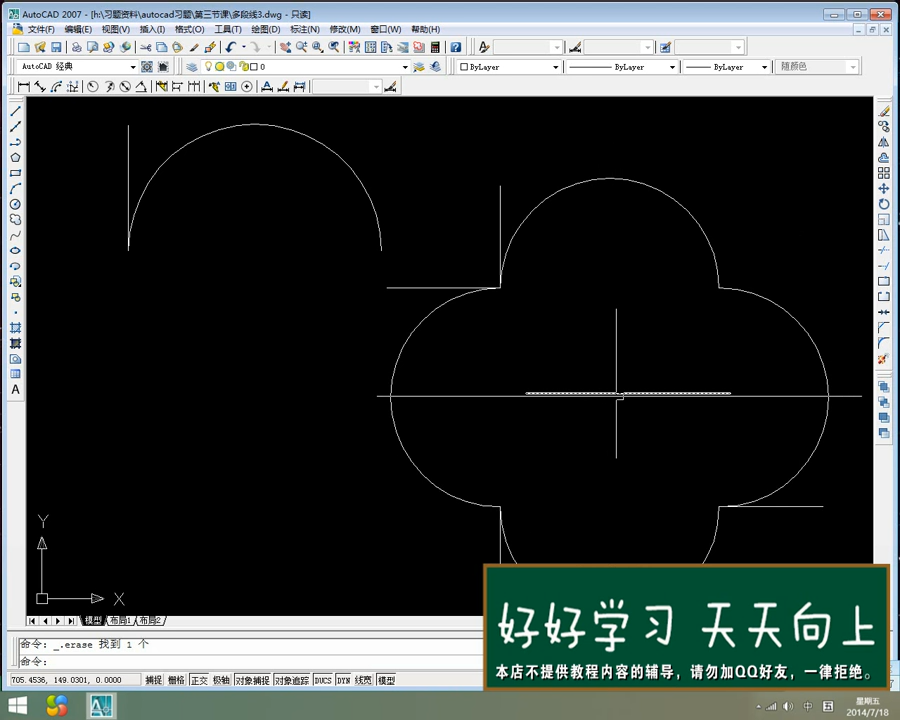 AutoCAD 2007 - [h:\习题资料\autocad习题\第三节课\多段线3.dwg - 只读]
文件(F) 编辑(E) 视图(V) 插入(I) 格式(O) 工具(T) 绘图(D) 标注(N) 修改(M) 窗口(W) 帮助(H)
AutoCAD 经典 0 ByLayer ByLayer ByLayer 随颜色
A
Y
X
模型 布局1 布局2
命令: _.erase 找到 1 个
命令:
好好学习 天天向上
本店不提供教程内容的辅导，请勿加QQ好友，一律拒绝。
705.4536, 149.0301, 0.0000 捕捉 栅格 正交 极轴 对象捕捉 对象追踪 DUCS DYN 线宽 模型
中 星期五
2014/7/18